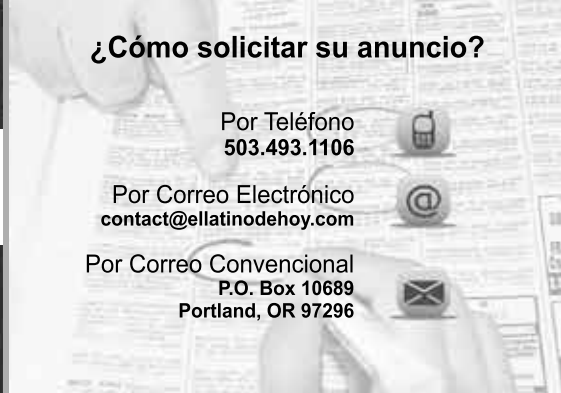 ¿Cómo solicitar su anuncio?
Por Teléfono
503.493.1106
Por Correo Electrónico
contact@ellatinodehoy.com
Por Correo Convencional
P.O. Box 10689
Portland, OR 97296